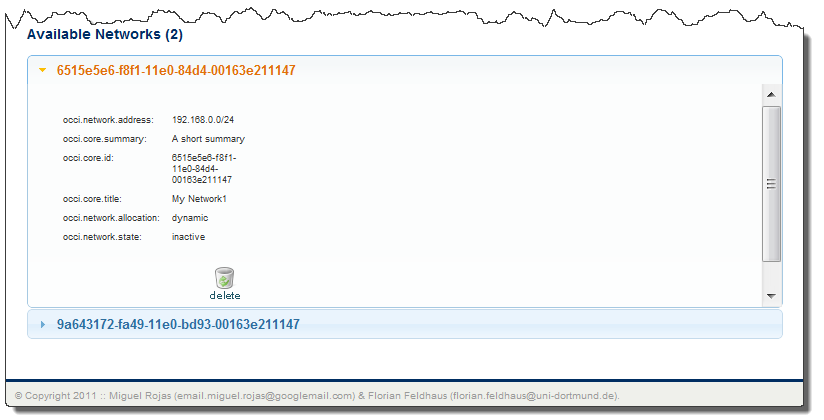 Available Networks (2)
6515e5e6-f8f1-11e0-84d4-00163e211147
occi.network.address: 192.168.0.0/24
occi.core.summary: A short summary
occi.core.id: 6515e5e6-f8f1-
11e0-84d4-
00163e211147
occi.core.title: My Network1
occi.network.allocation: dynamic
occi.network.state: inactive
delete
9a643172-fa49-11e0-bd93-00163e211147
© Copyright 2011 :: Miguel Rojas (email.miguel.rojas@googlemail.com) & Florian Feldhaus (florian.feldhaus@uni-dortmund.de).